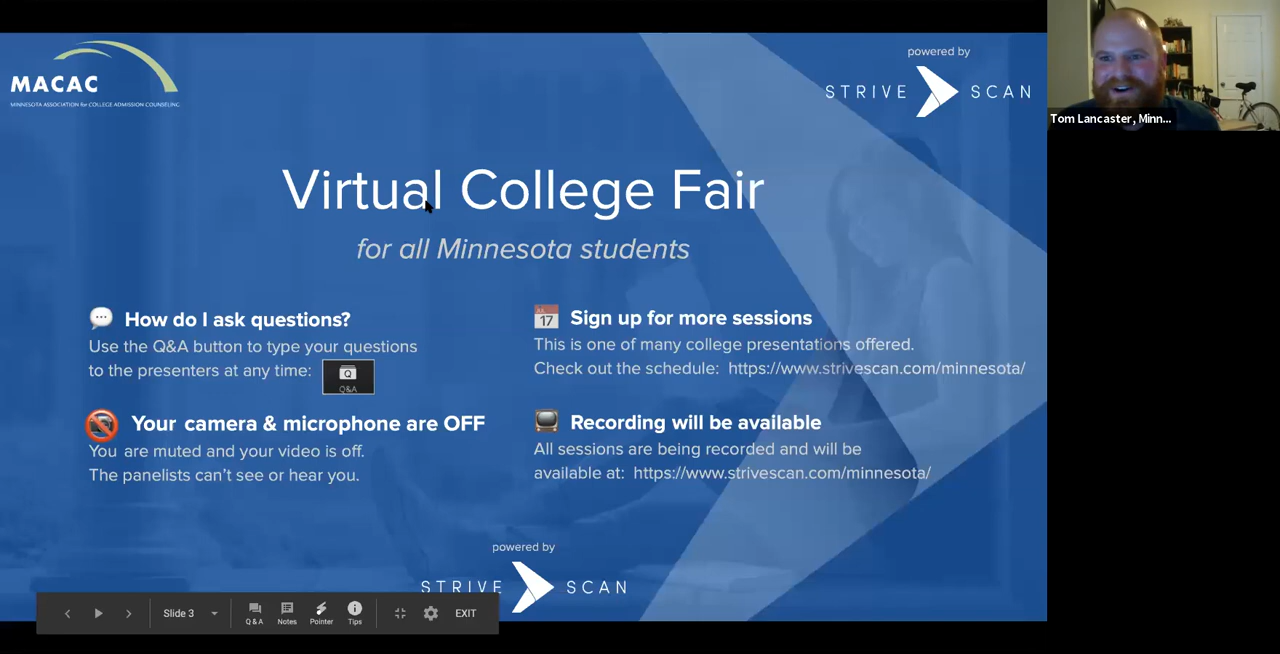 MACAC
MINNESOTA ASSOCIATION for COLLEGE ADMISSION COUNSELING
powered by
STRIVE SCAN
Tom Lancaster, Minn...
Virtual College Fair
for all Minnesota students
How do I ask questions?
Use the Q&A button to type your questions
to the presenters at any time:
Q
Q&A
JUL
17
Sign up for more sessions
This is one of many college presentations offered.
Check out the schedule: https://www.strivescan.com/minnesota/
Your camera & microphone are OFF
You are muted and your video is off.
The panelists can't see or hear you.
Recording will be available
All sessions are being recorded and will be
available at: https://www.strivescan.com/minnesota/
powered by
STRIVE SCAN
Slide 3
Q & A
Notes
Pointer
Tips
EXIT